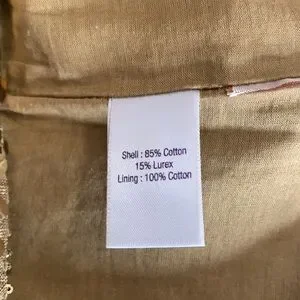 Shell : 85% Cotton
15% Lurex
Lining : 100% Cotton